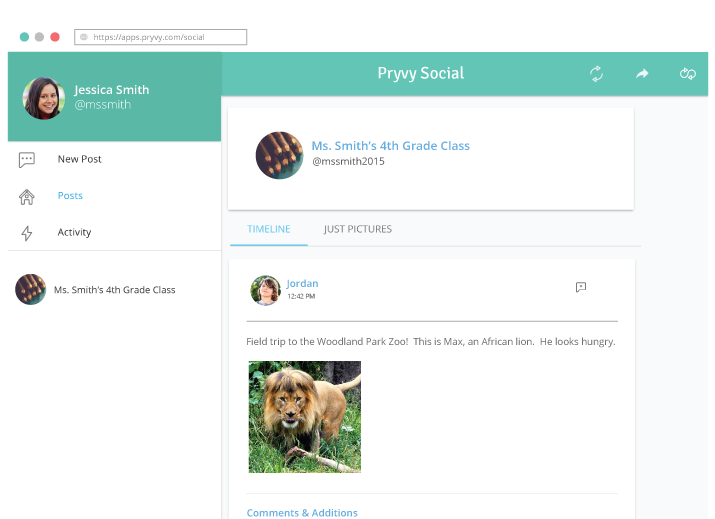 https://apps.pryvy.com/social
Jessica Smith
@mssmith
Pryvy Social
New Post
Posts
Activity
Ms. Smith's 4th Grade Class
Ms. Smith's 4th Grade Class
@mssmith2015
TIMELINE
JUST PICTURES
Jordan
12:42 PM
Field trip to the Woodland Park Zoo!  This is Max, an African lion.  He looks hungry.
Comments & Additions